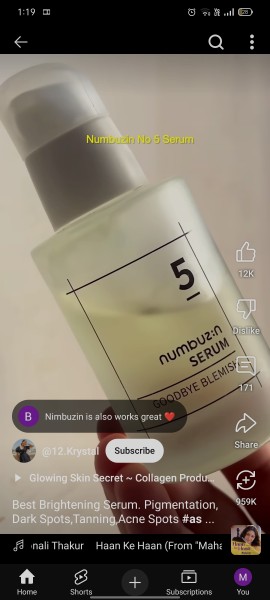 1:19
Numbuzin No 5 Serum
5
numbuz:n
SERUM
GOODBYE BLEMISH
12K
Dislike
171
Share
959K
B Nimbuzin is also works great ❤️
@12.Krystal Subscribe
Glowing Skin Secret ~ Collagen Produ...
Best Brightening Serum. Pigmentation,
Dark Spots,Tanning,Acne Spots #as ...
onali Thakur Haan Ke Haan (From "Maha
Home
Shorts
Subscriptions
M
You